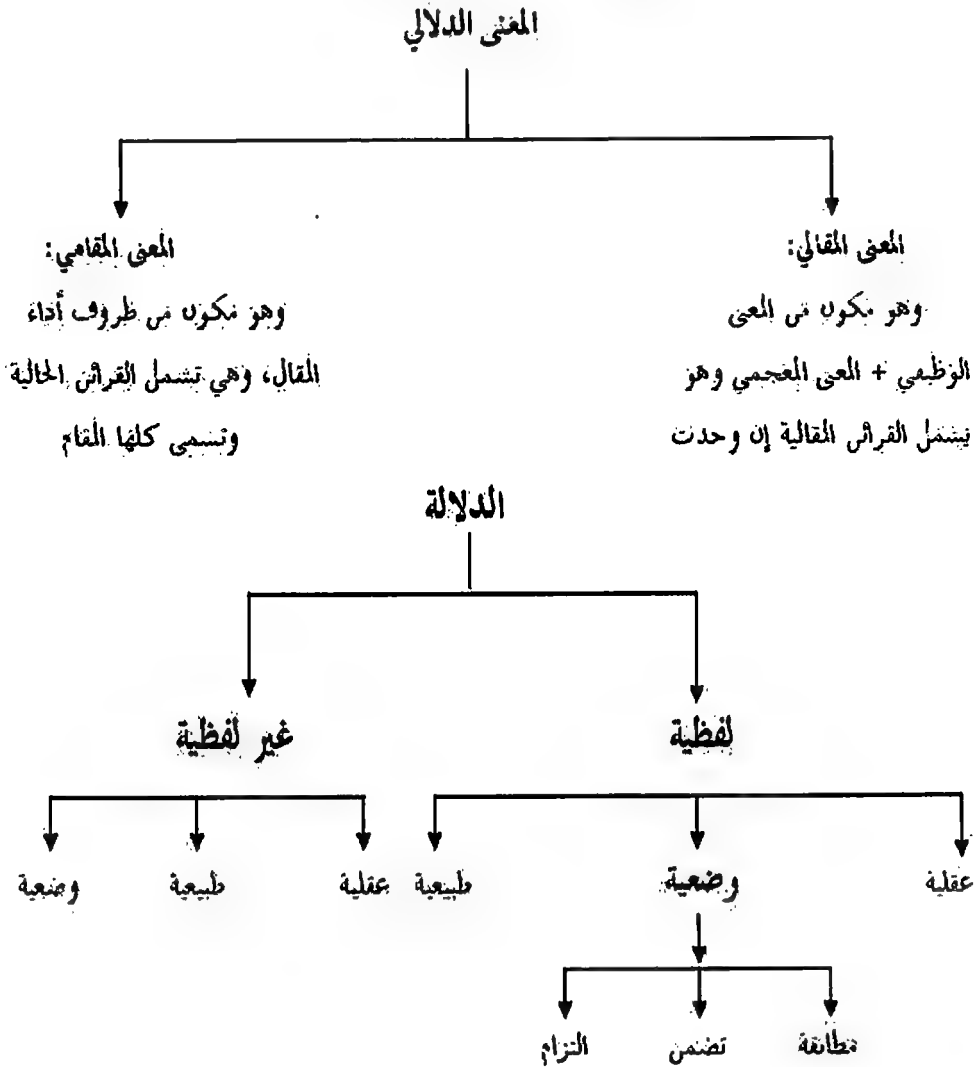 المعنى الدلالي
المعنى المقالي:
وهو مكون من المعنى
الوظيفي + المعنى المعجمي وهو
يشمل القرائن المقالية إن وجدت
المعنى المقامي:
وهو مكون من ظروف أداء
المقال، وهي تشمل القرائن الحالية
وتسمى كلها المقام
الدلالة
لفظية
غير لفظية
عقلية
وضعية
طبيعية
عقلية
طبيعية
وضعية
مطابقة
تضمن
التزام